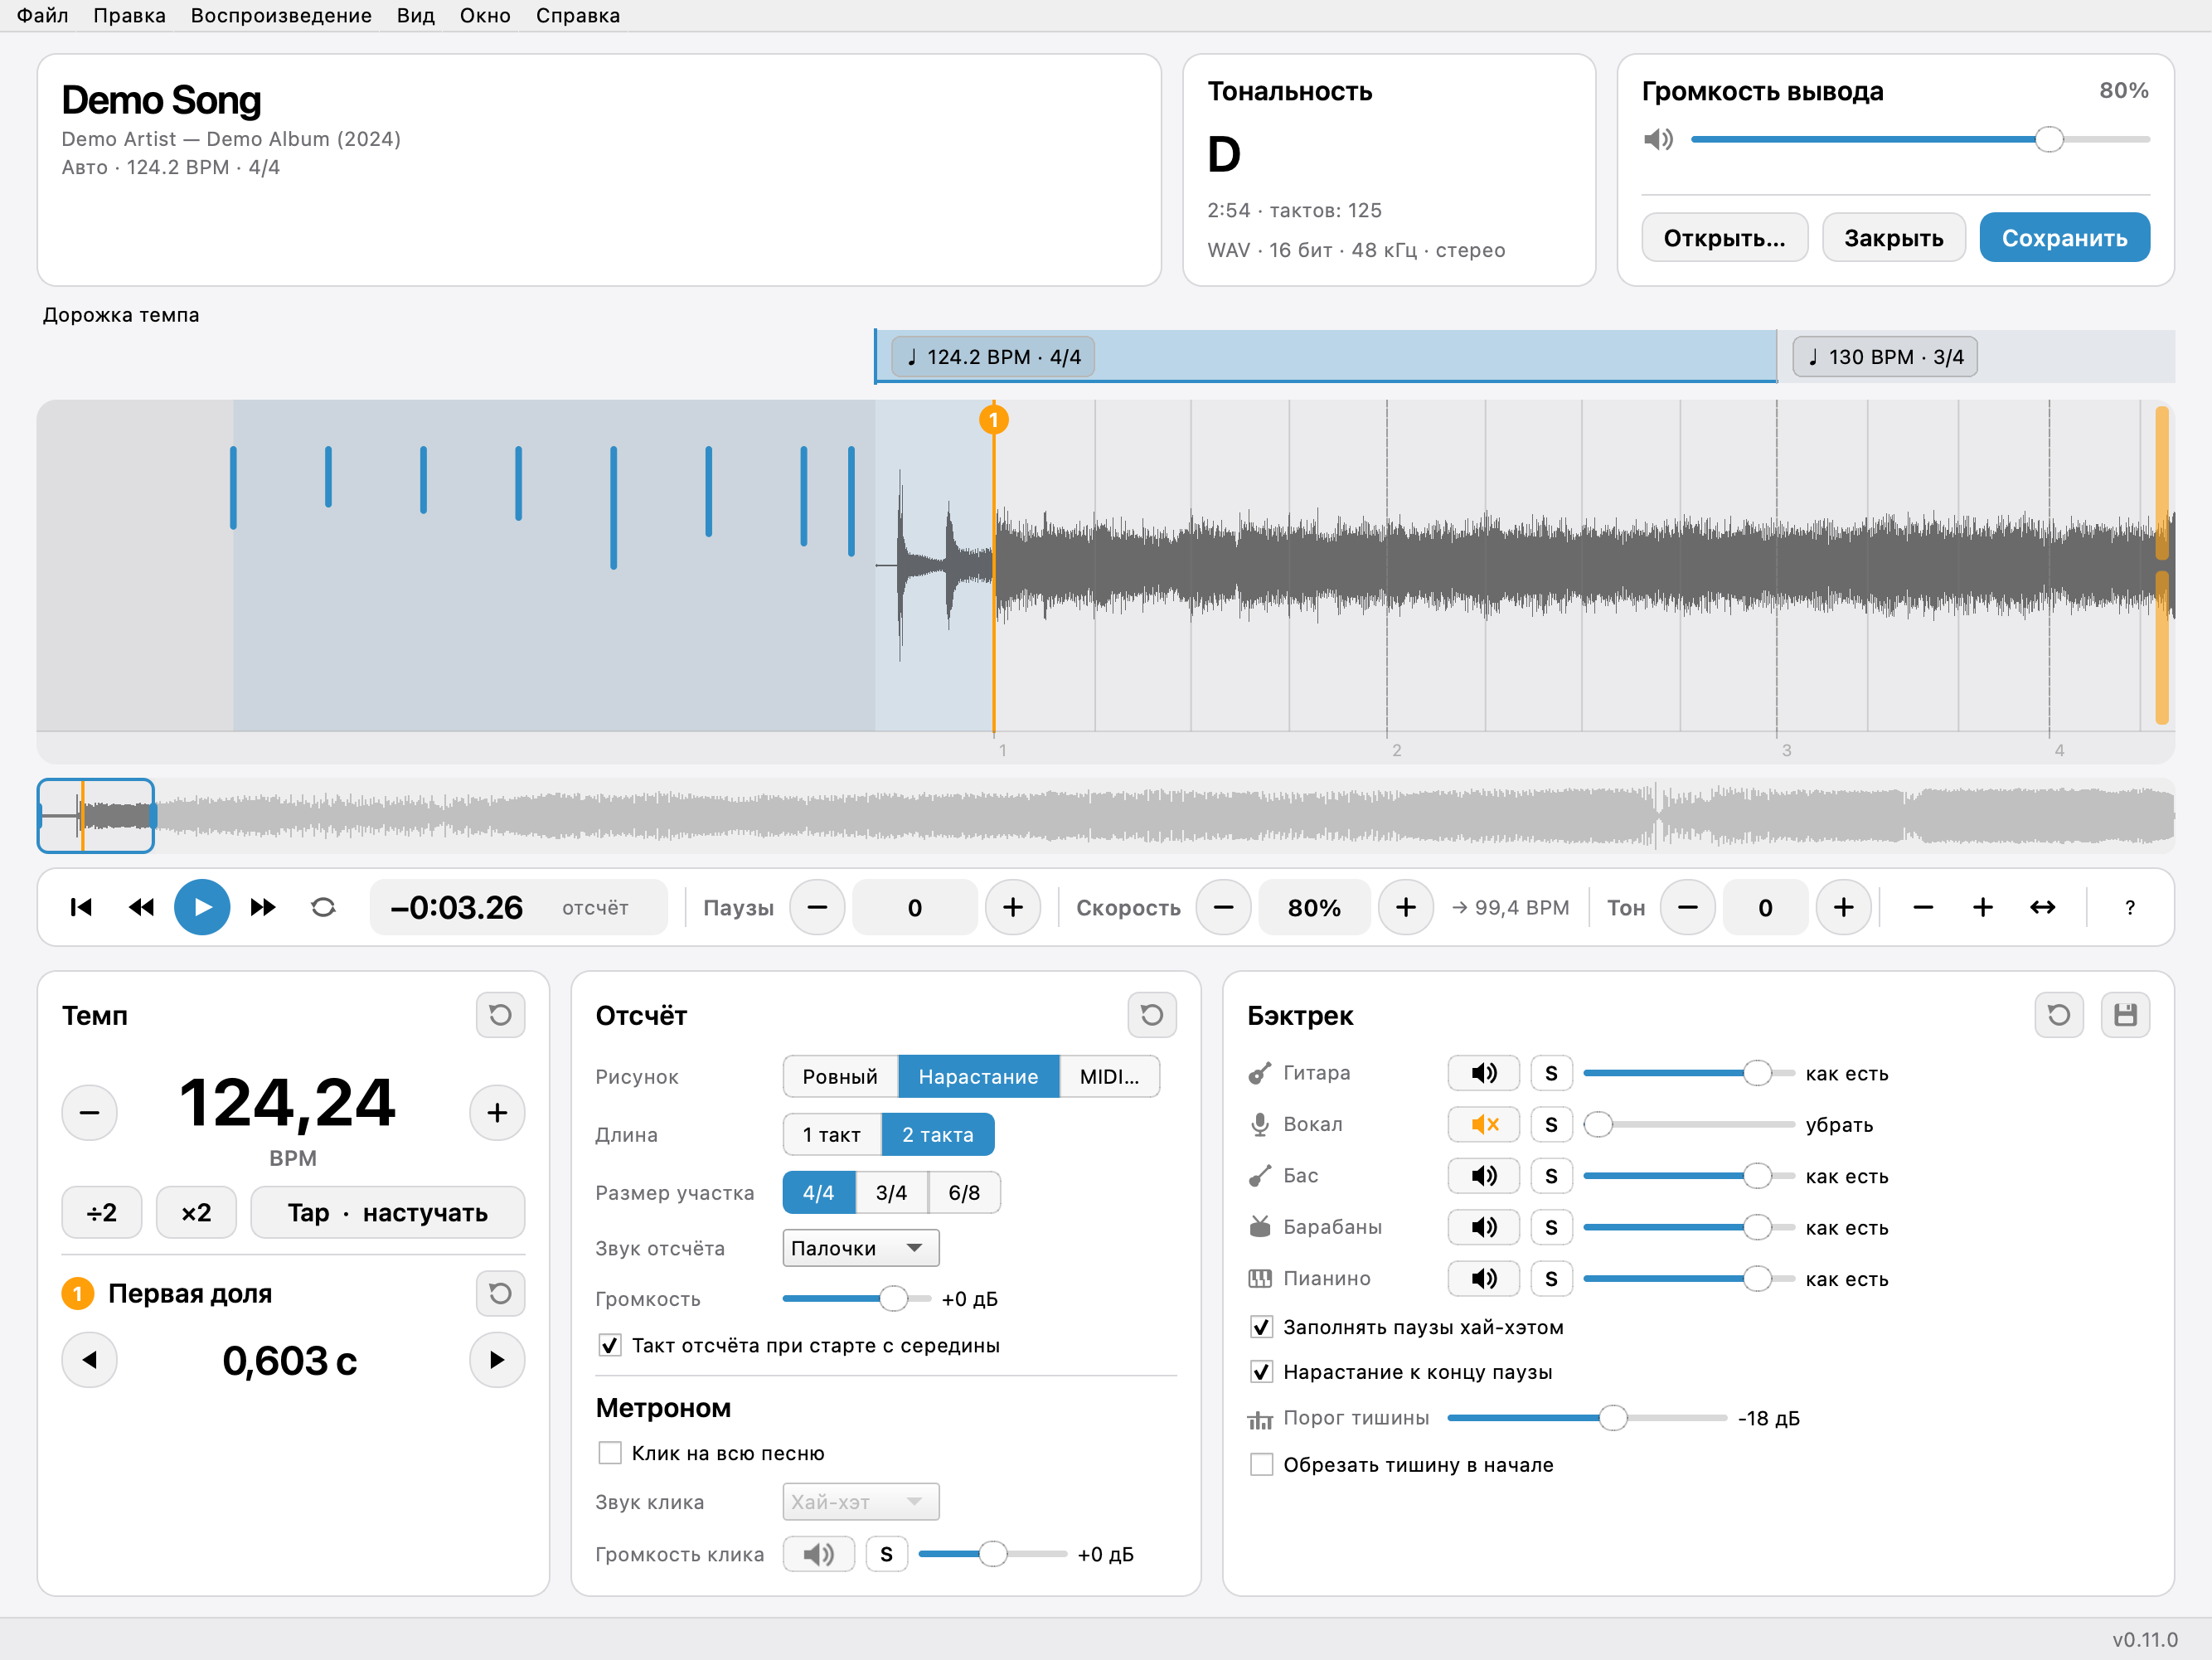 Файл Правка Воспроизведение Вид Окно Справка
Demo Song
Demo Artist — Demo Album (2024)
Авто · 124.2 BPM · 4/4
Тональность
D
2:54 · тактов: 125
WAV · 16 бит · 48 кГц · стерео
Громкость вывода 80%
Открыть... Закрыть Сохранить
Дорожка темпа
♩ 124.2 BPM · 4/4 ♩ 130 BPM · 3/4
1
1 2 3 4
−0:03.26 отсчёт Паузы − 0 + Скорость − 80% + → 99,4 BPM Тон − 0 + − + ↔ ?
Темп
− 124,24 +
BPM
÷2 ×2 Tap · настучать
1 Первая доля
0,603 с
Отсчёт
Рисунок Ровный Нарастание MIDI...
Длина 1 такт 2 такта
Размер участка 4/4 3/4 6/8
Звук отсчёта Палочки
Громкость +0 дБ
Такт отсчёта при старте с середины
Метроном
Клик на всю песню
Звук клика Хай-хэт
Громкость клика S +0 дБ
Бэктрек
Гитара S как есть
Вокал S убрать
Бас S как есть
Барабаны S как есть
Пианино S как есть
Заполнять паузы хай-хэтом
Нарастание к концу паузы
Порог тишины -18 дБ
Обрезать тишину в начале
v0.11.0